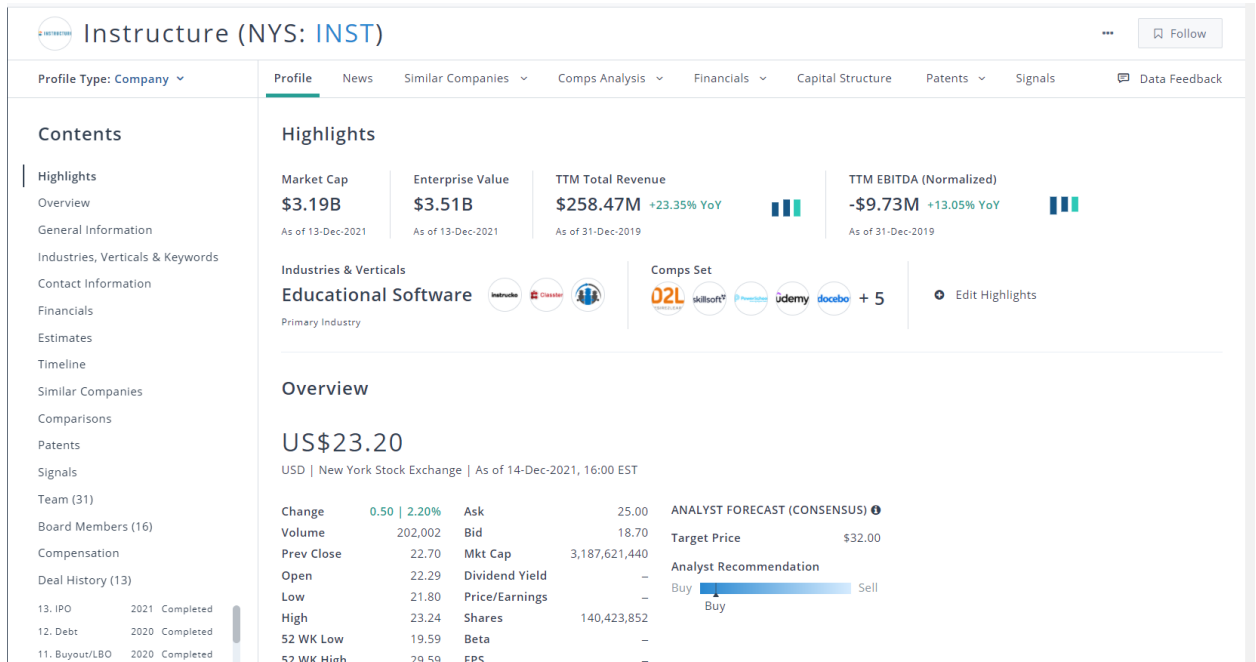 Instructure (NYS: INST)
Follow
Profile Type: Company
Profile News Similar Companies Comps Analysis Financials Capital Structure Patents Signals Data Feedback
Contents
Highlights
Overview
General Information
Industries, Verticals & Keywords
Contact Information
Financials
Estimates
Timeline
Similar Companies
Comparisons
Patents
Signals
Team (31)
Board Members (16)
Compensation
Deal History (13)
13. IPO 2021 Completed
12. Debt 2020 Completed
11. Buyout/LBO 2020 Completed
Highlights
Market Cap Enterprise Value TTM Total Revenue TTM EBITDA (Normalized)
$3.19B $3.51B $258.47M +23.35% YoY -$9.73M +13.05% YoY
As of 13-Dec-2021 As of 13-Dec-2021 As of 31-Dec-2019 As of 31-Dec-2019
Industries & Verticals Comps Set
Educational Software instrucko Classter D2L skillsoft PowerSchool ûdemy docebo + 5 Edit Highlights
Primary Industry
Overview
US$23.20
USD | New York Stock Exchange | As of 14-Dec-2021, 16:00 EST
Change 0.50 | 2.20% Ask 25.00 ANALYST FORECAST (CONSENSUS)
Volume 202,002 Bid 18.70 Target Price $32.00
Prev Close 22.70 Mkt Cap 3,187,621,440 Analyst Recommendation
Open 22.29 Dividend Yield – Buy Sell
Low 21.80 Price/Earnings – Buy
High 23.24 Shares 140,423,852
52 WK Low 19.59 Beta –
52 WK High 29.59 EPS –